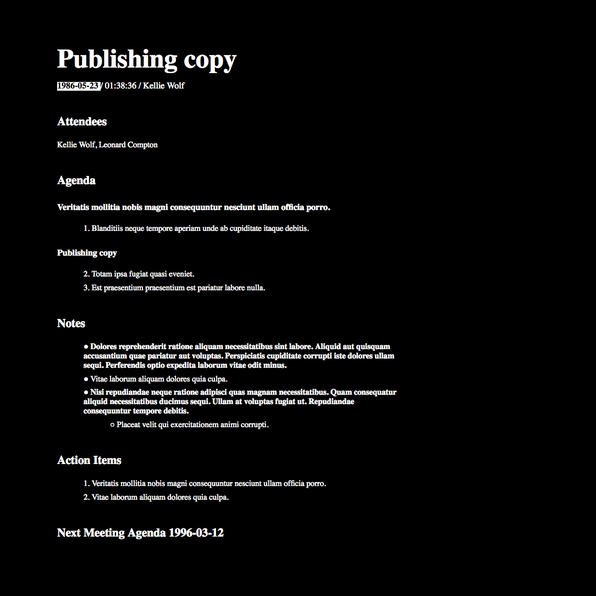 Publishing copy
1986-05-23 / 01:38:36 / Kellie Wolf
Attendees
Kellie Wolf, Leonard Compton
Agenda
Veritatis mollitia nobis magni consequuntur nesciunt ullam officia porro.
1. Blanditiis neque tempore aperiam unde ab cupiditate itaque debitis.
Publishing copy
2. Totam ipsa fugiat quasi eveniet.
3. Est praesentium praesentium est pariatur labore nulla.
Notes
● Dolores reprehenderit ratione aliquam necessitatibus sint labore. Aliquid aut quisquam
accusantium quae pariatur aut voluptas. Perspiciatis cupiditate corrupti iste dolores ullam
sequi. Perferendis optio expedita laborum vitae odit minus.
● Vitae laborum aliquam dolores quia culpa.
● Nisi repudiandae neque ratione adipisci quas magnam necessitatibus. Quam consequatur
aliquid necessitatibus ducimus sequi. Ullam at voluptas fugiat ut. Repudiandae
consequuntur tempore debitis.
○ Placeat velit qui exercitationem animi corrupti.
Action Items
1. Veritatis mollitia nobis magni consequuntur nesciunt ullam officia porro.
2. Vitae laborum aliquam dolores quia culpa.
Next Meeting Agenda 1996-03-12